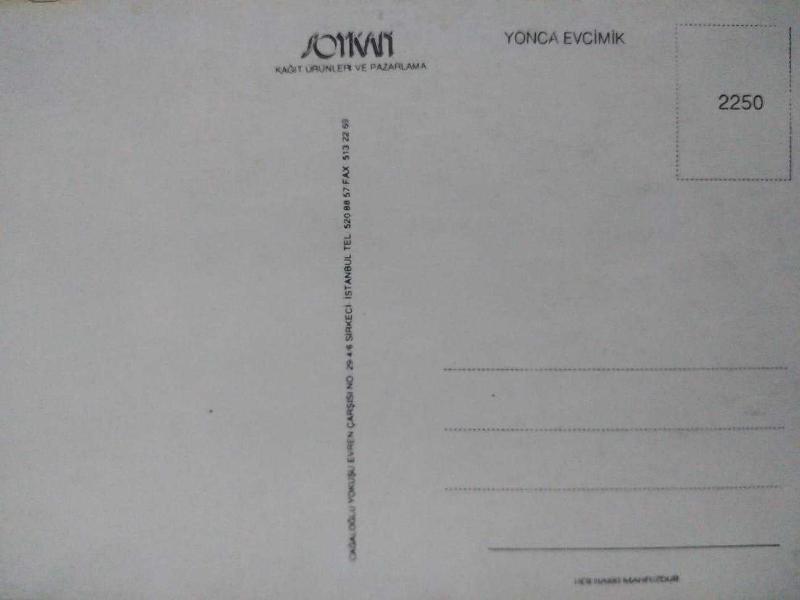 SOYKAN
KAĞIT ÜRÜNLERİ VE PAZARLAMA
YONCA EVCİMİK
2250
CAĞALOĞLU YOKUŞU EVREN ÇARŞISI NO 29 4/6 SİRKECİ İSTANBUL TEL 520 88 57 FAX 513 22 59
HER HAKKI MAHFUZDUR